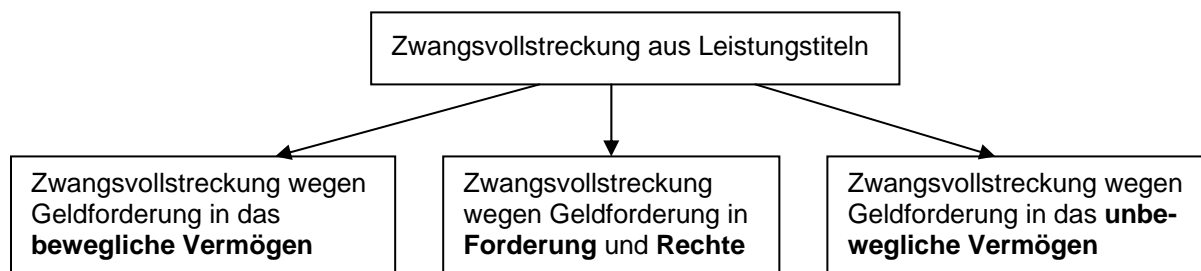 Zwangsvollstreckung aus Leistungstiteln
Zwangsvollstreckung wegen
Geldforderung in das
bewegliche Vermögen
Zwangsvollstreckung
wegen Geldforderung in
Forderung und Rechte
Zwangsvollstreckung wegen
Geldforderung in das unbe-
wegliche Vermögen